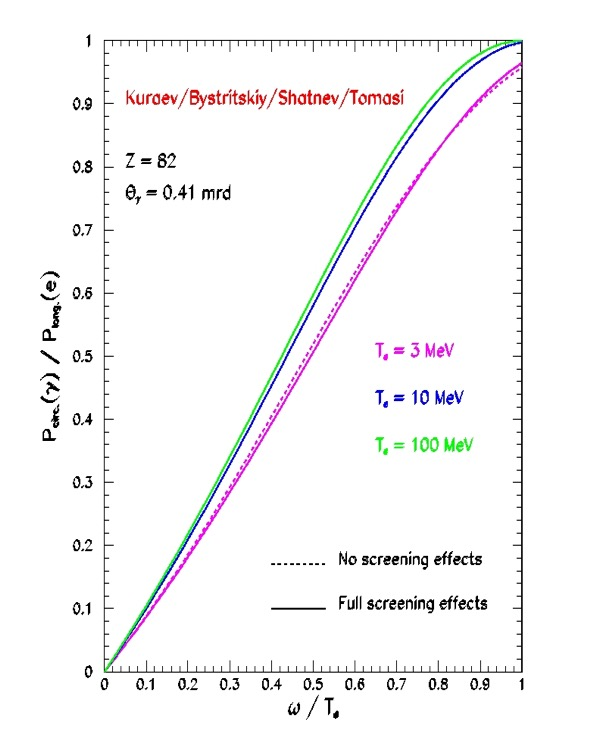 Kuraev/Bystritskiy/Shatnev/Tomasi
Z = 82
Θγ = 0.41 mrd
Te = 3 MeV
Te = 10 MeV
Te = 100 MeV
No screening effects
Full screening effects
Pcirc.(γ) / Plong.(e)
1
0.9
0.8
0.7
0.6
0.5
0.4
0.3
0.2
0.1
0
0 0.1 0.2 0.3 0.4 0.5 0.6 0.7 0.8 0.9 1
ω / Te